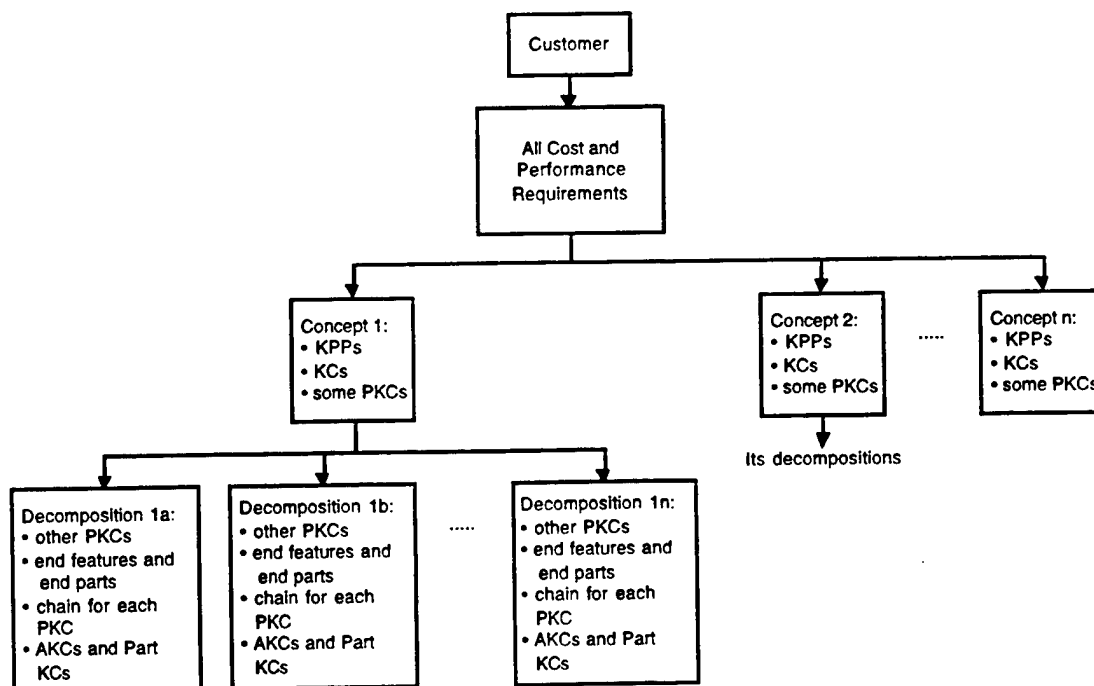 Customer
All Cost and
Performance
Requirements
Concept 1:
• KPPs
• KCs
• some PKCs
Concept 2:
• KPPs
• KCs
• some PKCs
.....
Concept n:
• KPPs
• KCs
• some PKCs
Its decompositions
Decomposition 1a:
• other PKCs
• end features and
end parts
• chain for each
PKC
• AKCs and Part
KCs
Decomposition 1b:
• other PKCs
• end features and
end parts
• chain for each
PKC
• AKCs and Part
KCs
.....
Decomposition 1n:
• other PKCs
• end features and
end parts
• chain for each
PKC
• AKCs and Part
KCs